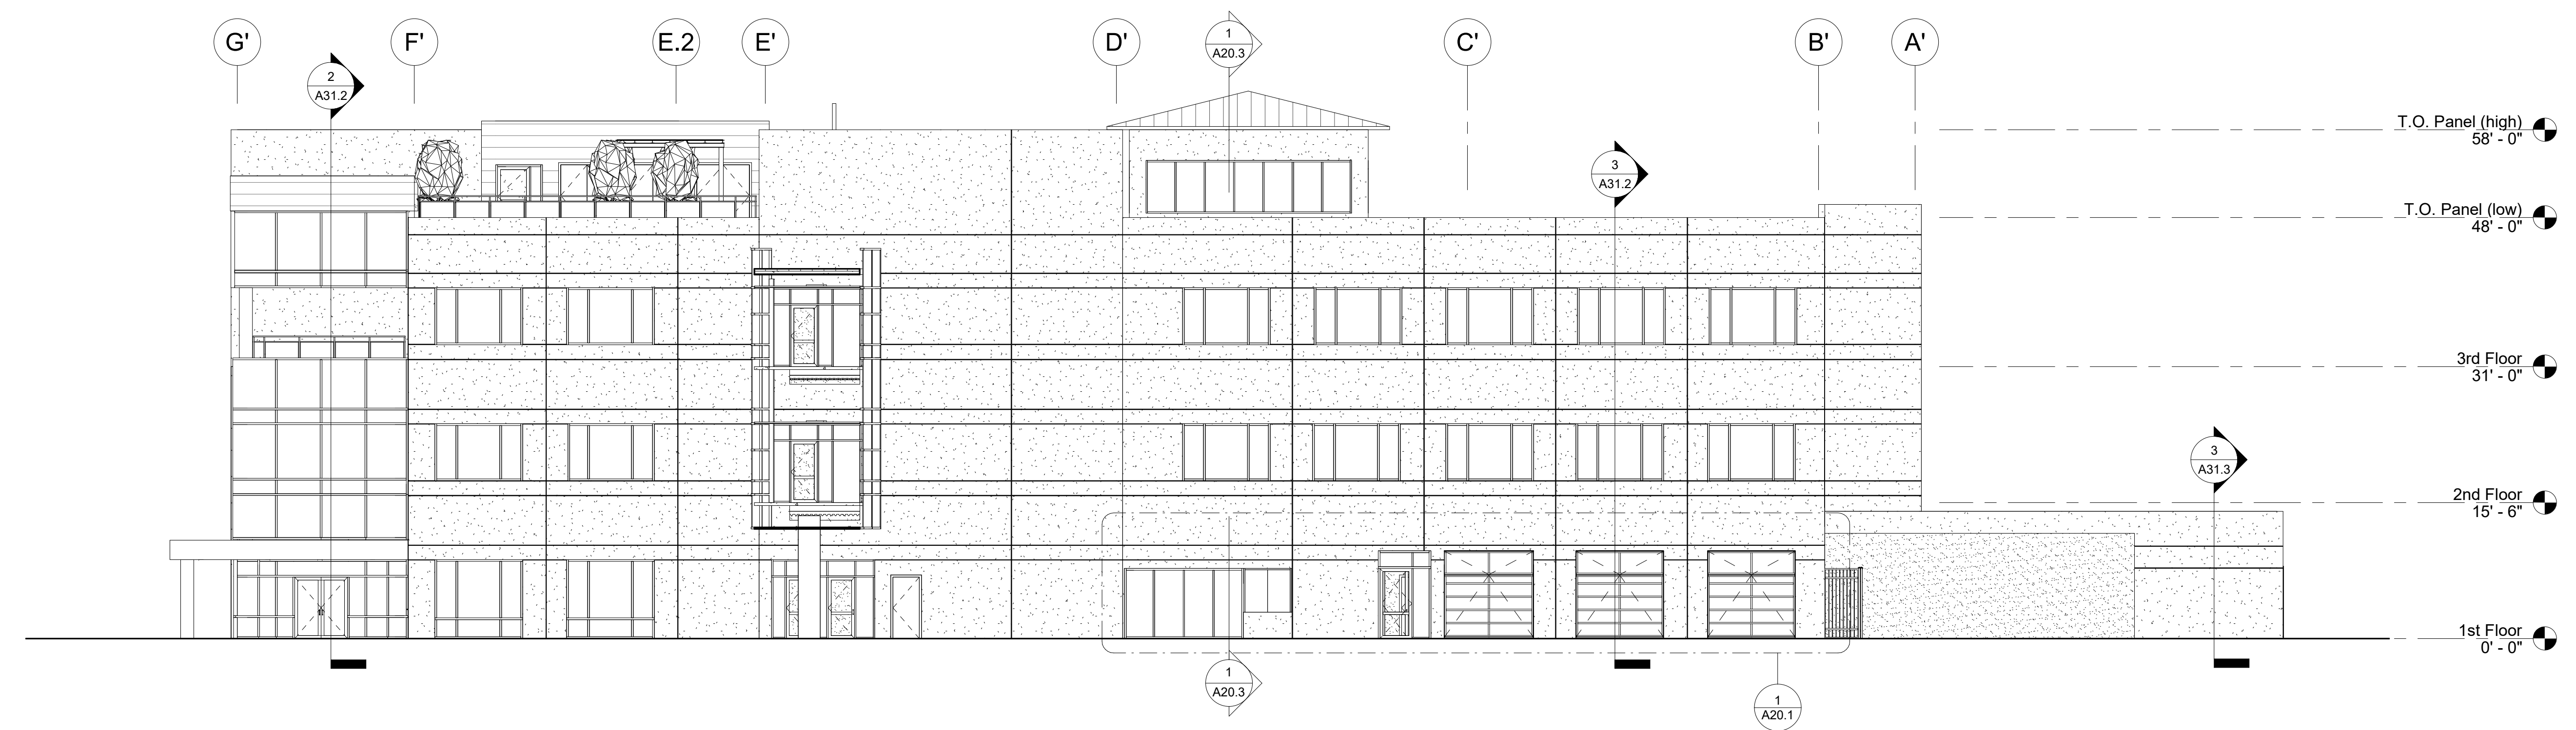 G'
F'
E.2
E'
D'
C'
B'
A'
1
A20.3
2
A31.2
T.O. Panel (high)
58' - 0"
3
A31.2
T.O. Panel (low)
48' - 0"
3rd Floor
31' - 0"
3
A31.3
2nd Floor
15' - 6"
1st Floor
0' - 0"
1
A20.3
1
A20.1